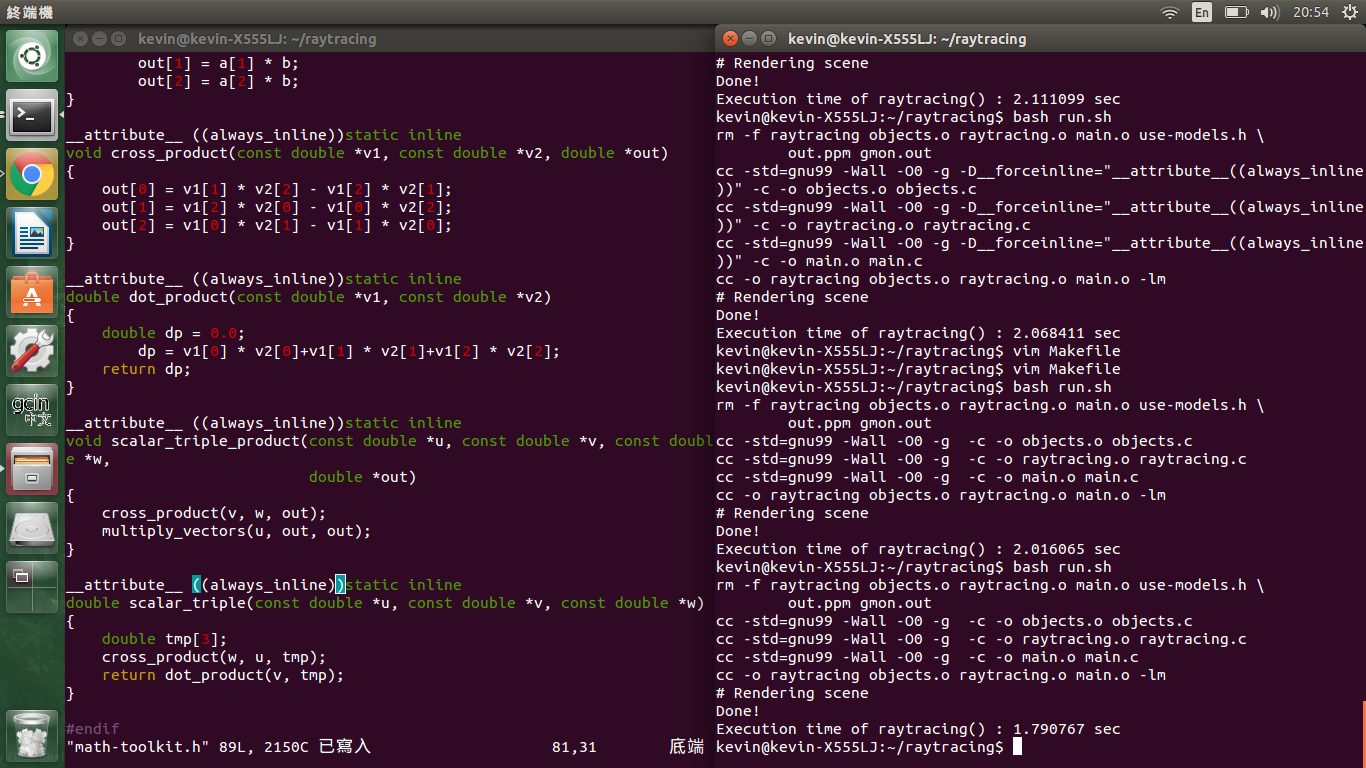 終端機
En
20:54
gcin
中文
kevin@kevin-X555LJ: ~/raytracing
        out[1] = a[1] * b;
        out[2] = a[2] * b;
}
__attribute__ ((always_inline))static inline
void cross_product(const double *v1, const double *v2, double *out)
{
    out[0] = v1[1] * v2[2] - v1[2] * v2[1];
    out[1] = v1[2] * v2[0] - v1[0] * v2[2];
    out[2] = v1[0] * v2[1] - v1[1] * v2[0];
}
__attribute__ ((always_inline))static inline
double dot_product(const double *v1, const double *v2)
{
    double dp = 0.0;
        dp = v1[0] * v2[0]+v1[1] * v2[1]+v1[2] * v2[2];
    return dp;
}
__attribute__ ((always_inline))static inline
void scalar_triple_product(const double *u, const double *v, const doubl
e *w,
                           double *out)
{
    cross_product(v, w, out);
    multiply_vectors(u, out, out);
}
__attribute__ ((always_inline))static inline
double scalar_triple(const double *u, const double *v, const double *w)
{
    double tmp[3];
    cross_product(w, u, tmp);
    return dot_product(v, tmp);
}
#endif
"math-toolkit.h" 89L, 2150C 已寫入 81,31 底端
kevin@kevin-X555LJ: ~/raytracing
# Rendering scene
Done!
Execution time of raytracing() : 2.111099 sec
kevin@kevin-X555LJ:~/raytracing$ bash run.sh
rm -f raytracing objects.o raytracing.o main.o use-models.h \
        out.ppm gmon.out
cc -std=gnu99 -Wall -O0 -g -D__forceinline="__attribute__((always_inline
))" -c -o objects.o objects.c
cc -std=gnu99 -Wall -O0 -g -D__forceinline="__attribute__((always_inline
))" -c -o raytracing.o raytracing.c
cc -std=gnu99 -Wall -O0 -g -D__forceinline="__attribute__((always_inline
))" -c -o main.o main.c
cc -o raytracing objects.o raytracing.o main.o -lm
# Rendering scene
Done!
Execution time of raytracing() : 2.068411 sec
kevin@kevin-X555LJ:~/raytracing$ vim Makefile
kevin@kevin-X555LJ:~/raytracing$ vim Makefile
kevin@kevin-X555LJ:~/raytracing$ bash run.sh
rm -f raytracing objects.o raytracing.o main.o use-models.h \
        out.ppm gmon.out
cc -std=gnu99 -Wall -O0 -g  -c -o objects.o objects.c
cc -std=gnu99 -Wall -O0 -g  -c -o raytracing.o raytracing.c
cc -std=gnu99 -Wall -O0 -g  -c -o main.o main.c
cc -o raytracing objects.o raytracing.o main.o -lm
# Rendering scene
Done!
Execution time of raytracing() : 2.016065 sec
kevin@kevin-X555LJ:~/raytracing$ bash run.sh
rm -f raytracing objects.o raytracing.o main.o use-models.h \
        out.ppm gmon.out
cc -std=gnu99 -Wall -O0 -g  -c -o objects.o objects.c
cc -std=gnu99 -Wall -O0 -g  -c -o raytracing.o raytracing.c
cc -std=gnu99 -Wall -O0 -g  -c -o main.o main.c
cc -o raytracing objects.o raytracing.o main.o -lm
# Rendering scene
Done!
Execution time of raytracing() : 1.790767 sec
kevin@kevin-X555LJ:~/raytracing$